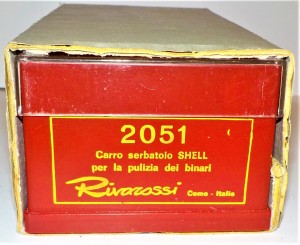 2051
Carro serbatoio SHELL
per la pulizia dei binari
Rivarossi Como - Italia